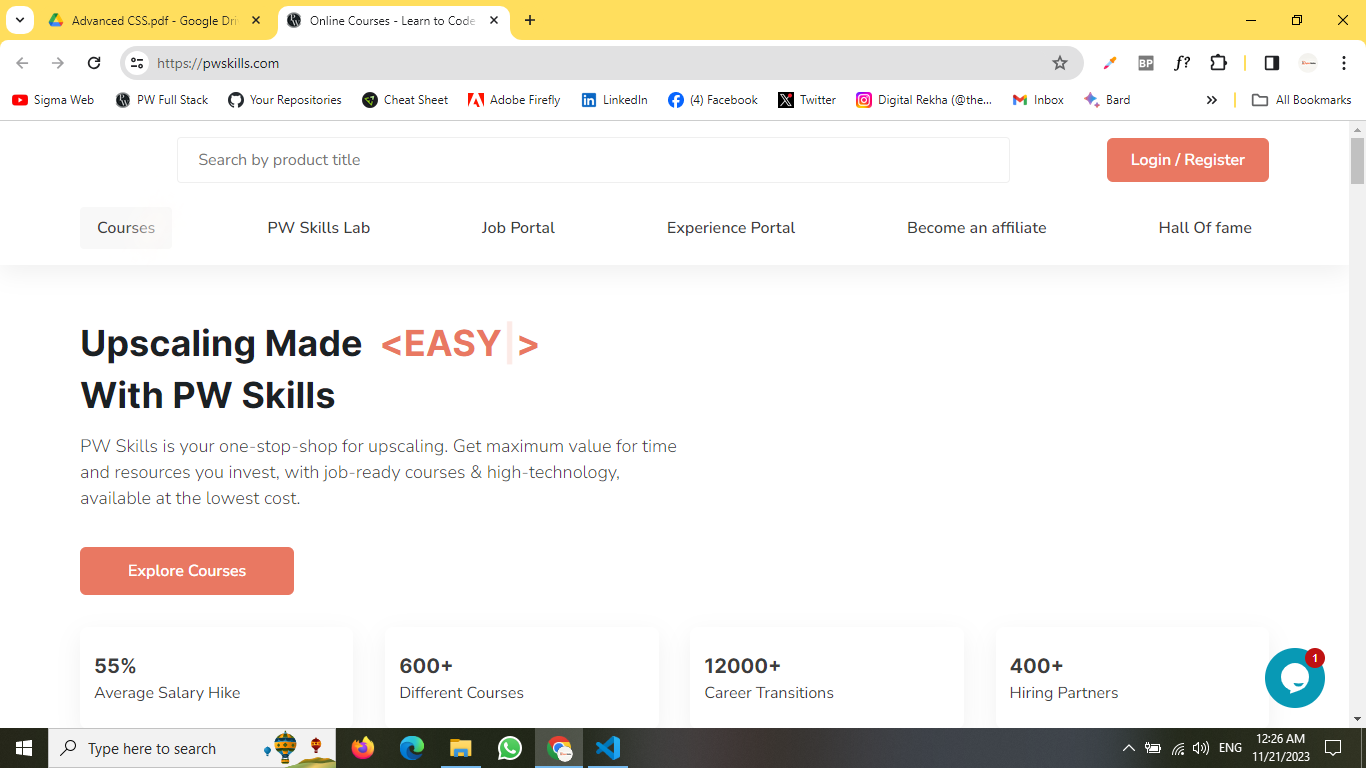 Advanced CSS.pdf - Google Dri
Online Courses - Learn to Code
https://pwskills.com
BP
f?
Sigma Web
PW Full Stack
Your Repositories
Cheat Sheet
Adobe Firefly
LinkedIn
(4) Facebook
Twitter
Digital Rekha (@the...
Inbox
Bard
»
All Bookmarks
Search by product title
Login / Register
Courses
PW Skills Lab
Job Portal
Experience Portal
Become an affiliate
Hall Of fame
Upscaling Made <EASY >
With PW Skills
PW Skills is your one-stop-shop for upscaling. Get maximum value for time
and resources you invest, with job-ready courses & high-technology,
available at the lowest cost.
Explore Courses
55%
Average Salary Hike
600+
Different Courses
12000+
Career Transitions
400+
Hiring Partners
1
Type here to search
ENG
12:26 AM
11/21/2023